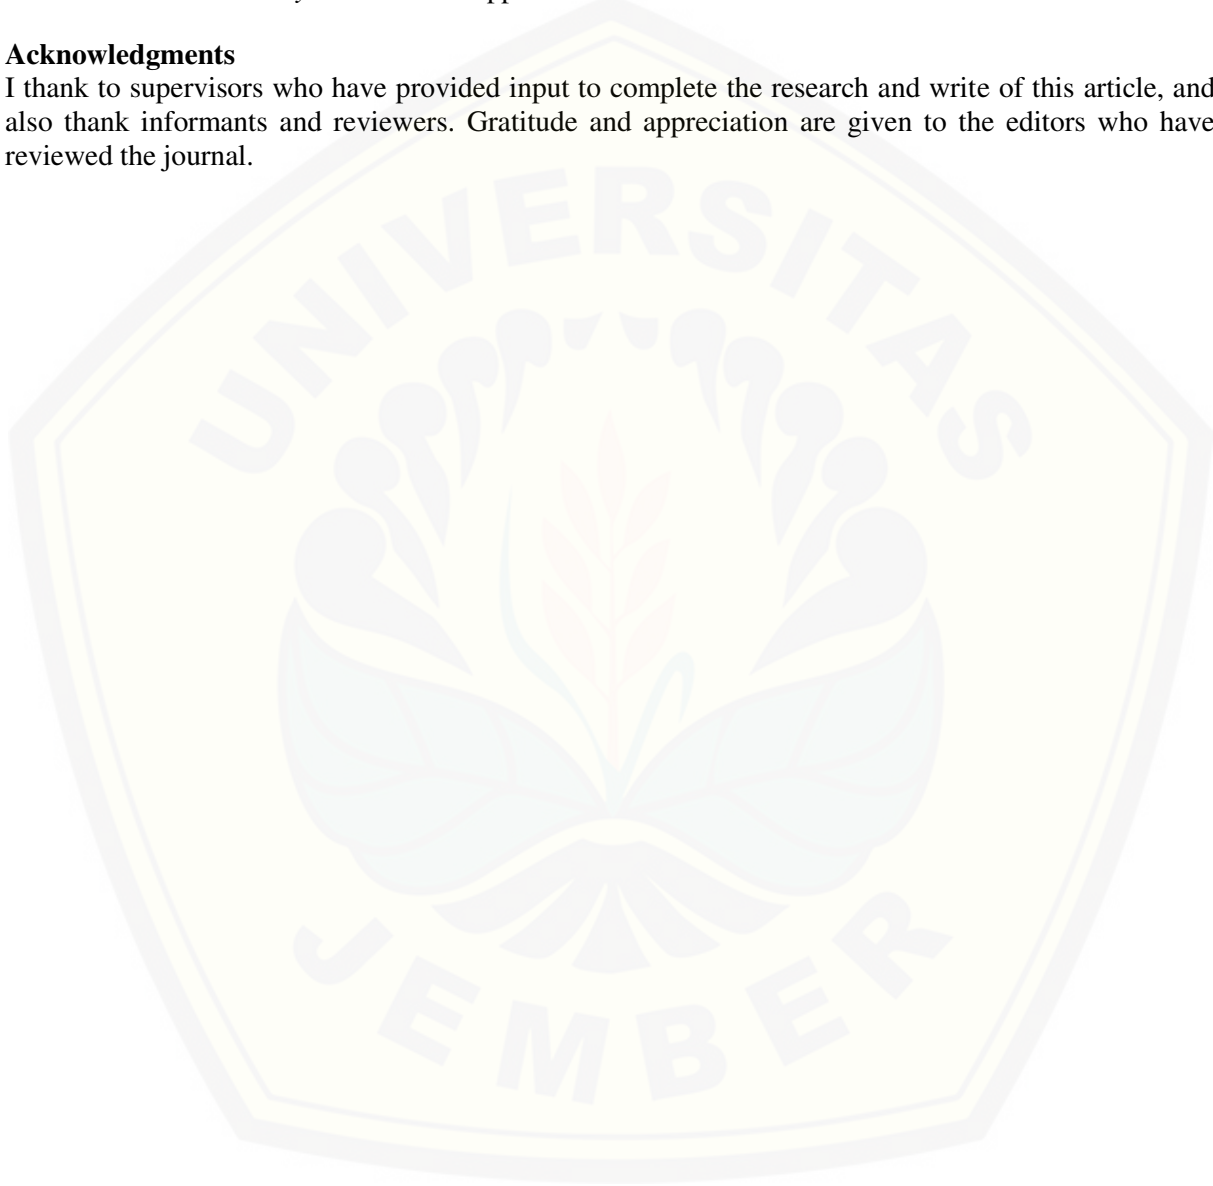 Acknowledgments
I thank to supervisors who have provided input to complete the research and write of this article, and
also thank informants and reviewers. Gratitude and appreciation are given to the editors who have
reviewed the journal.
UNIVERSITAS
JEMBER